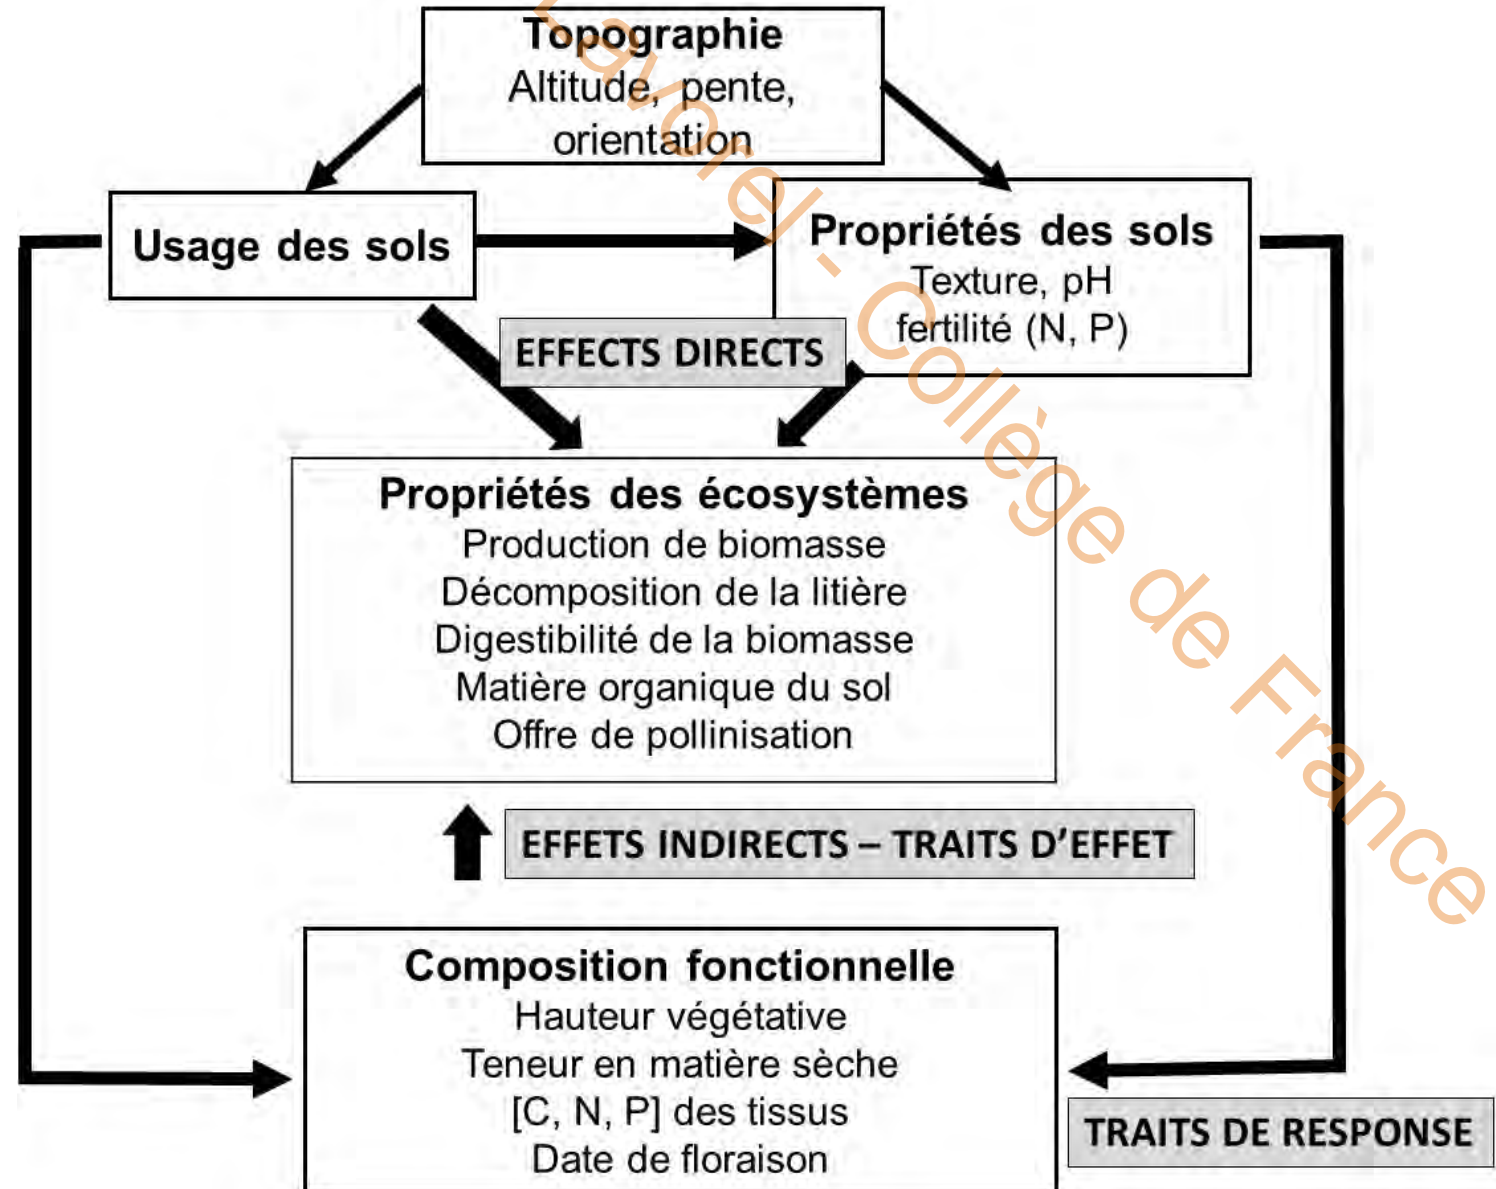 Topographie
Altitude, pente,
orientation
Usage des sols
Propriétés des sols
Texture, pH
fertilité (N, P)
EFFECTS DIRECTS
Propriétés des écosystèmes
Production de biomasse
Décomposition de la litière
Digestibilité de la biomasse
Matière organique du sol
Offre de pollinisation
EFFETS INDIRECTS – TRAITS D'EFFET
Composition fonctionnelle
Hauteur végétative
Teneur en matière sèche
[C, N, P] des tissus
Date de floraison
TRAITS DE RESPONSE
Lavorel - Collège de France